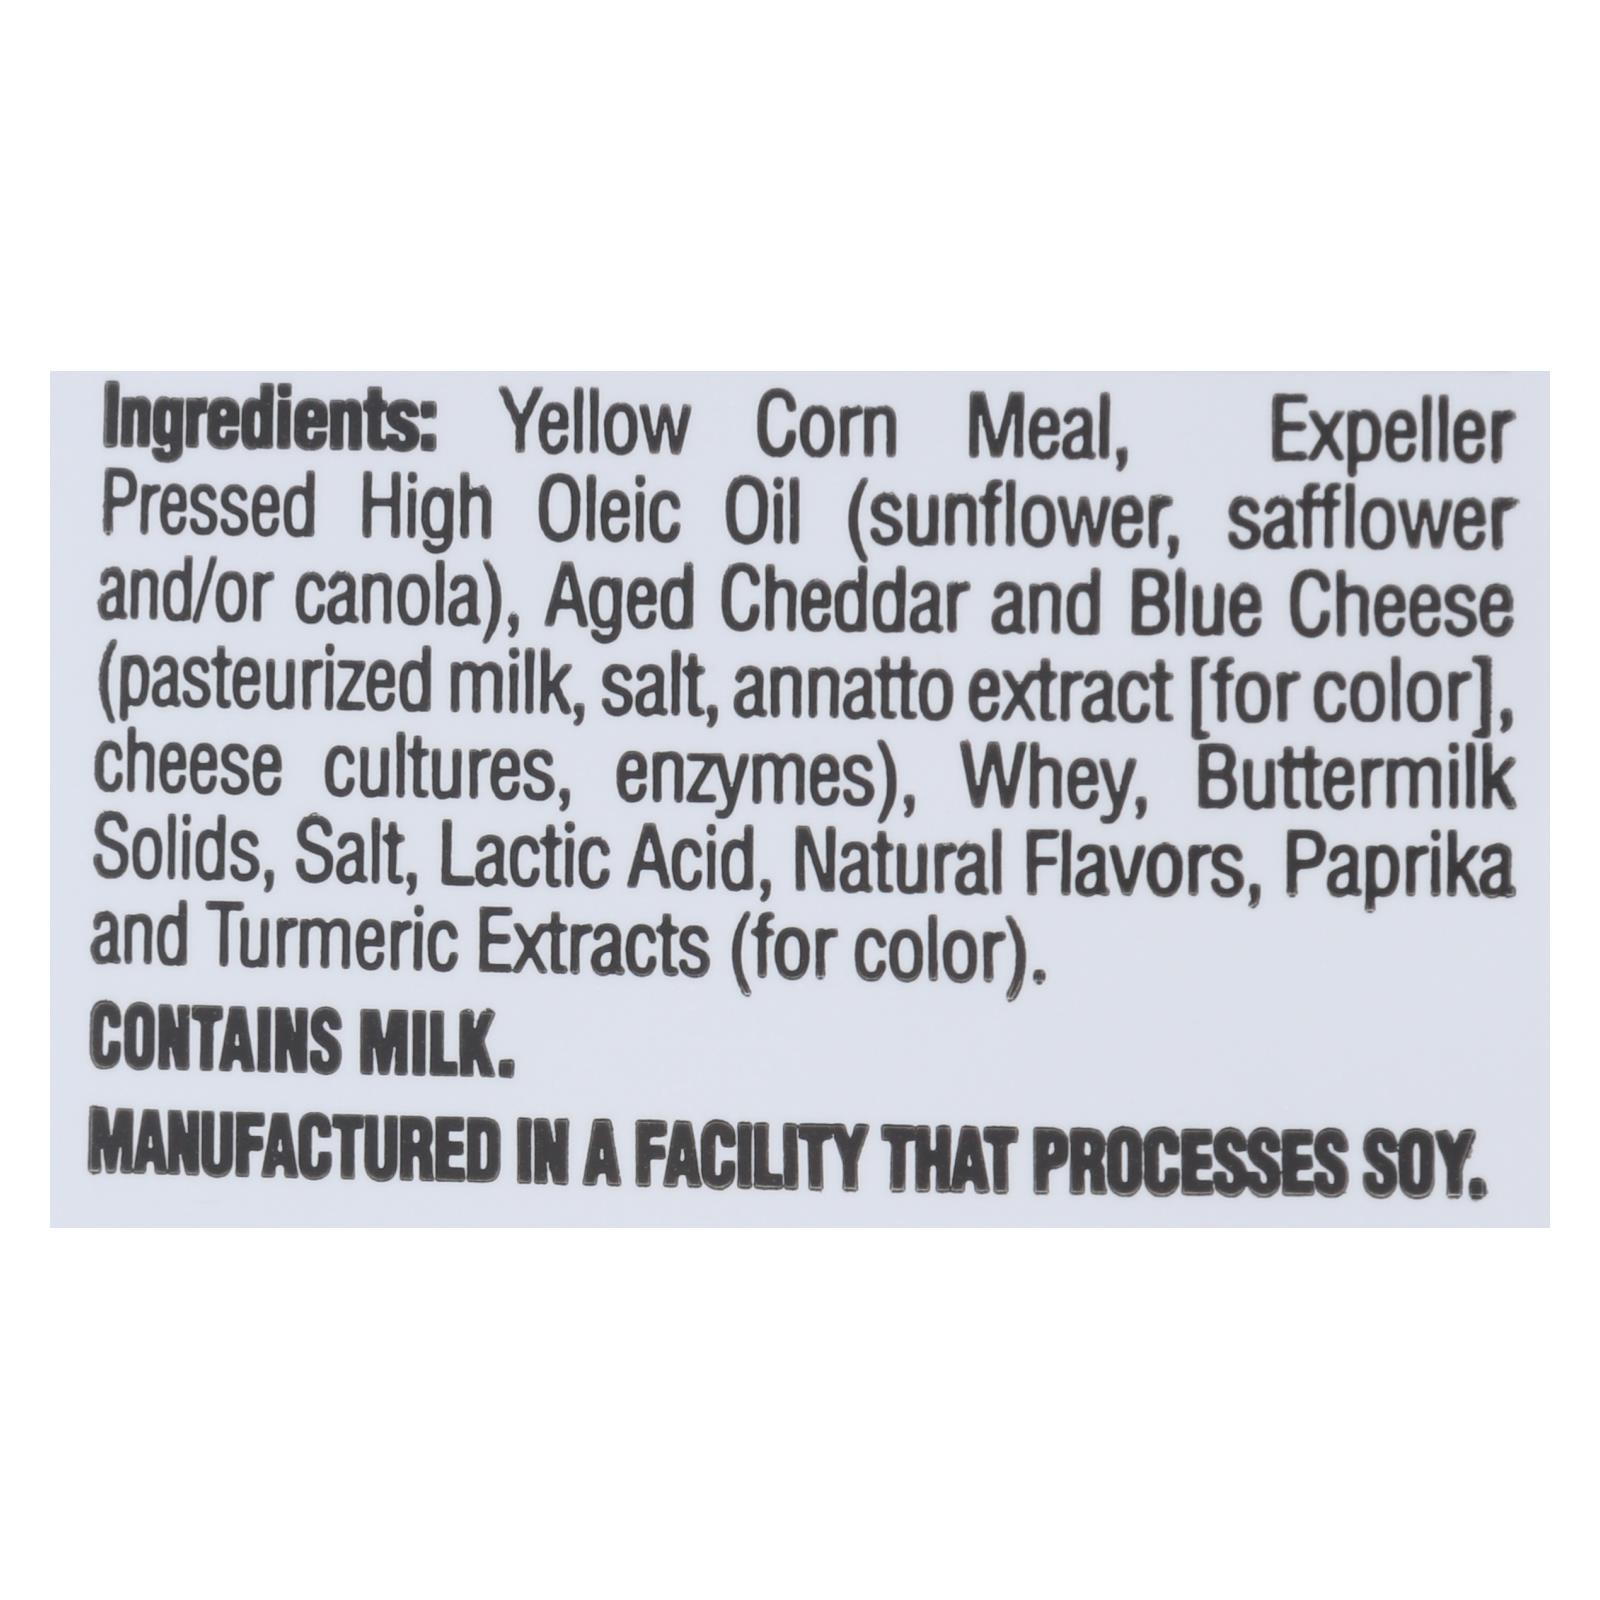 Ingredients: Yellow Corn Meal, Expeller
Pressed High Oleic Oil (sunflower, safflower
and/or canola), Aged Cheddar and Blue Cheese
(pasteurized milk, salt, annatto extract [for color],
cheese cultures, enzymes), Whey, Buttermilk
Solids, Salt, Lactic Acid, Natural Flavors, Paprika
and Turmeric Extracts (for color).
CONTAINS MILK.
MANUFACTURED IN A FACILITY THAT PROCESSES SOY.